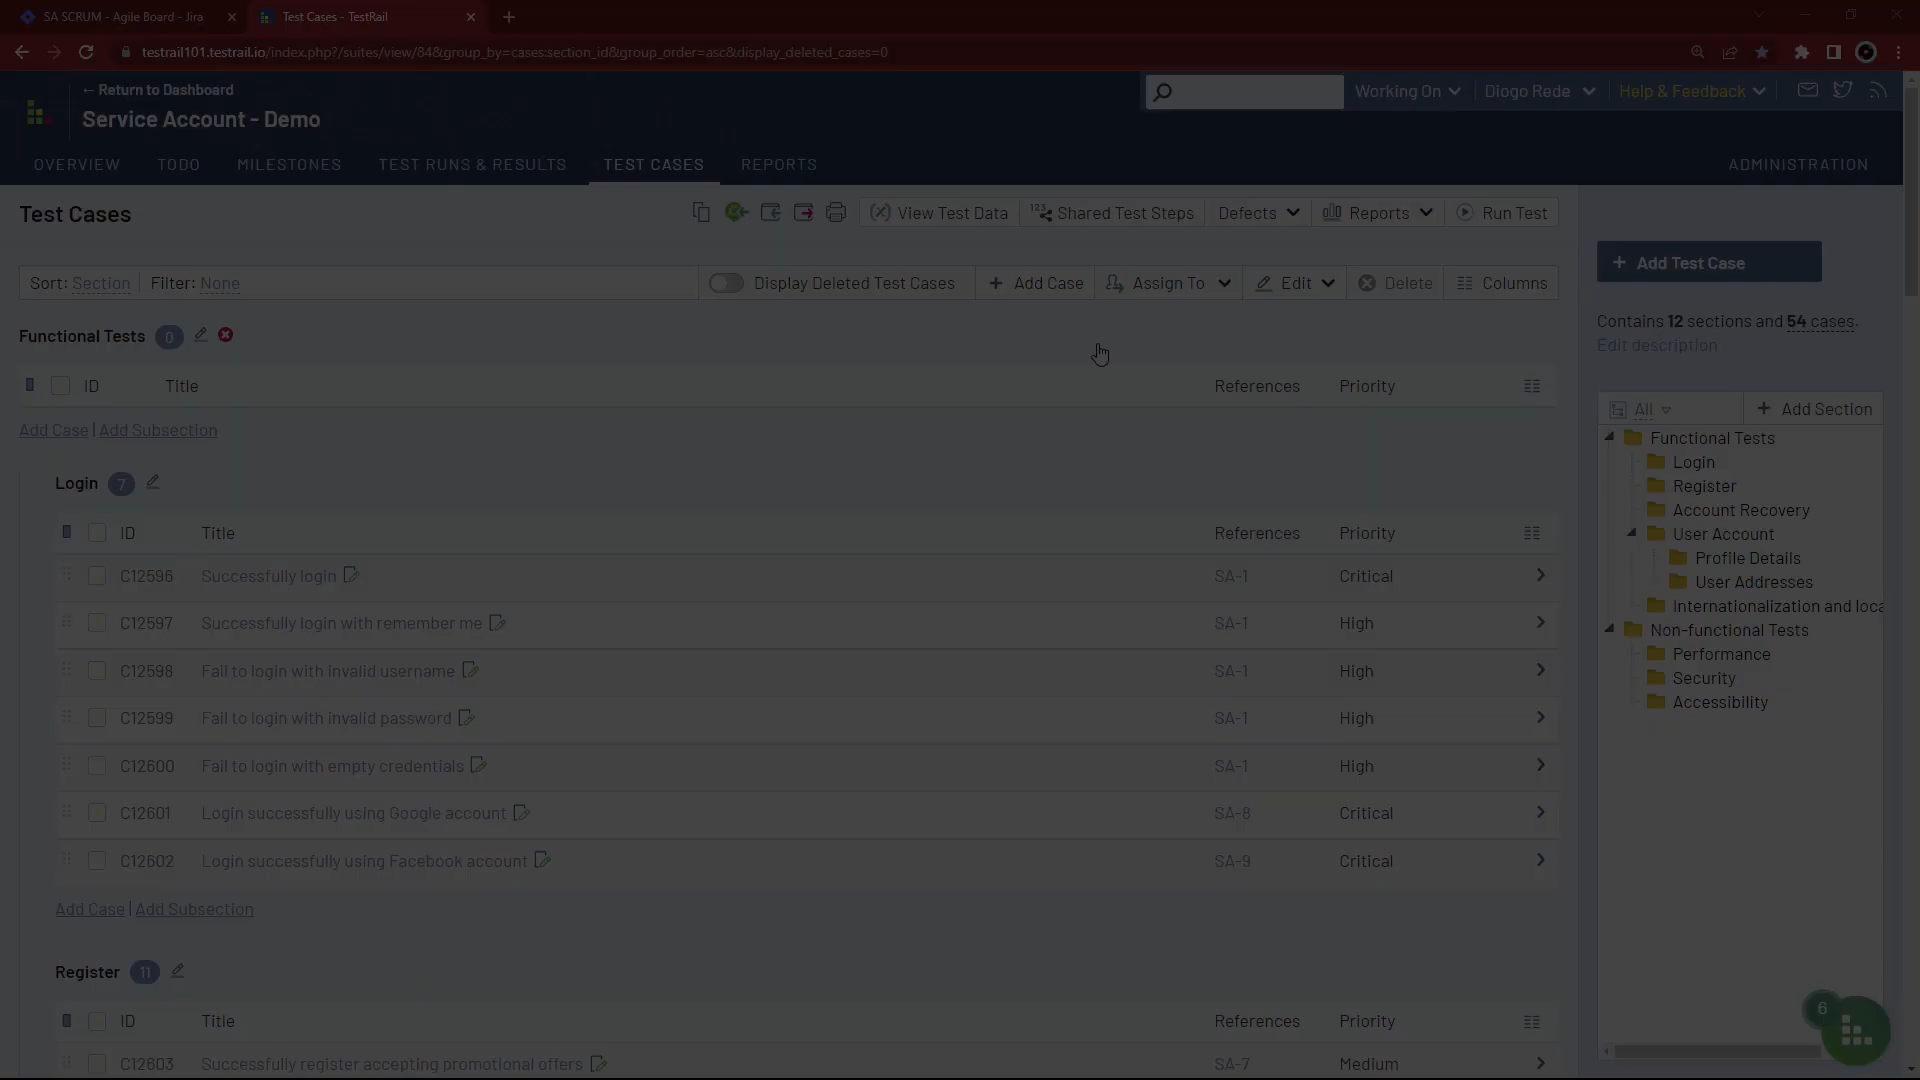 SA SCRUM - Agile Board - Jira
Test Cases - TestRail
testrail101.testrail.io/index.php?/suites/view/84&group_by=cases:section_id&group_order=asc&display_deleted_cases=0
← Return to Dashboard
Service Account - Demo
Working On
Diogo Rede
Help & Feedback
OVERVIEW TODO MILESTONES TEST RUNS & RESULTS TEST CASES REPORTS ADMINISTRATION
Test Cases
View Test Data
Shared Test Steps
Defects
Reports
Run Test
Sort: Section Filter: None
Display Deleted Test Cases
+ Add Case
Assign To
Edit
Delete
Columns
Functional Tests 0
ID Title References Priority
Add Case | Add Subsection
Login 7
ID Title References Priority
C12596 Successfully login SA-1 Critical
C12597 Successfully login with remember me SA-1 High
C12598 Fail to login with invalid username SA-1 High
C12599 Fail to login with invalid password SA-1 High
C12600 Fail to login with empty credentials SA-1 High
C12601 Login successfully using Google account SA-8 Critical
C12602 Login successfully using Facebook account SA-9 Critical
Add Case | Add Subsection
Register 11
ID Title References Priority
C12603 Successfully register accepting promotional offers SA-7 Medium
+ Add Test Case
Contains 12 sections and 54 cases.
Edit description
All
+ Add Section
Functional Tests
Login
Register
Account Recovery
User Account
Profile Details
User Addresses
Internationalization and loca
Non-functional Tests
Performance
Security
Accessibility
6